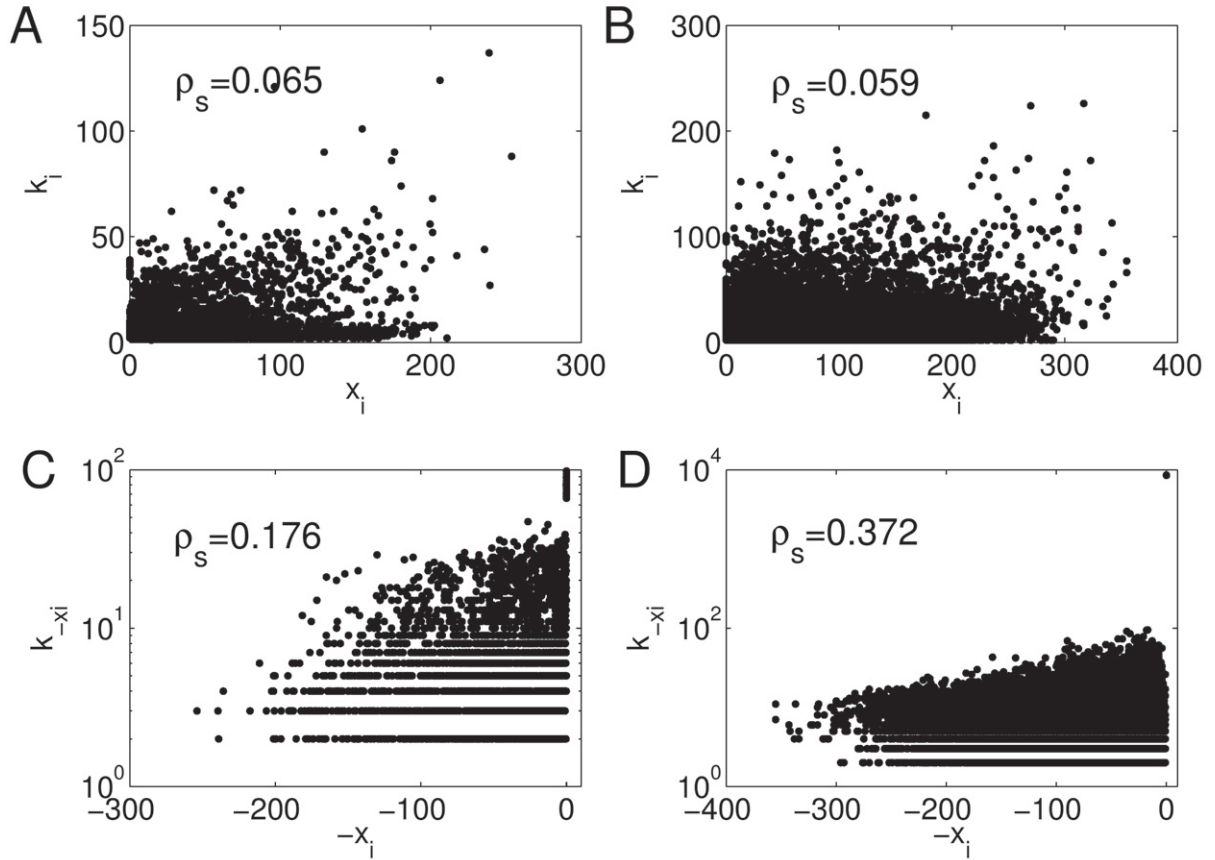 A
150
100
50
0
ρs=0.065
ki
0 100 200 300
xi
B
300
200
100
0
ρs=0.059
ki
0 100 200 300 400
xi
C
10^2
10^1
10^0
ρs=0.176
k−xi
−300 −200 −100 0
−xi
D
10^4
10^2
10^0
ρs=0.372
k−xi
−400 −300 −200 −100 0
−xi